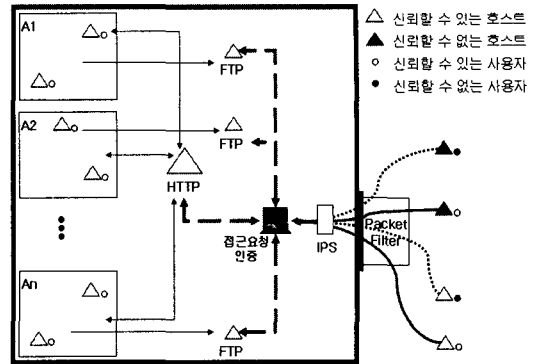 A1
FTP
A2
FTP
HTTP
접근요청
인증
IPS
Packet
Filter
An
FTP
신뢰할 수 있는 호스트
신뢰할 수 없는 호스트
신뢰할 수 있는 사용자
신뢰할 수 없는 사용자